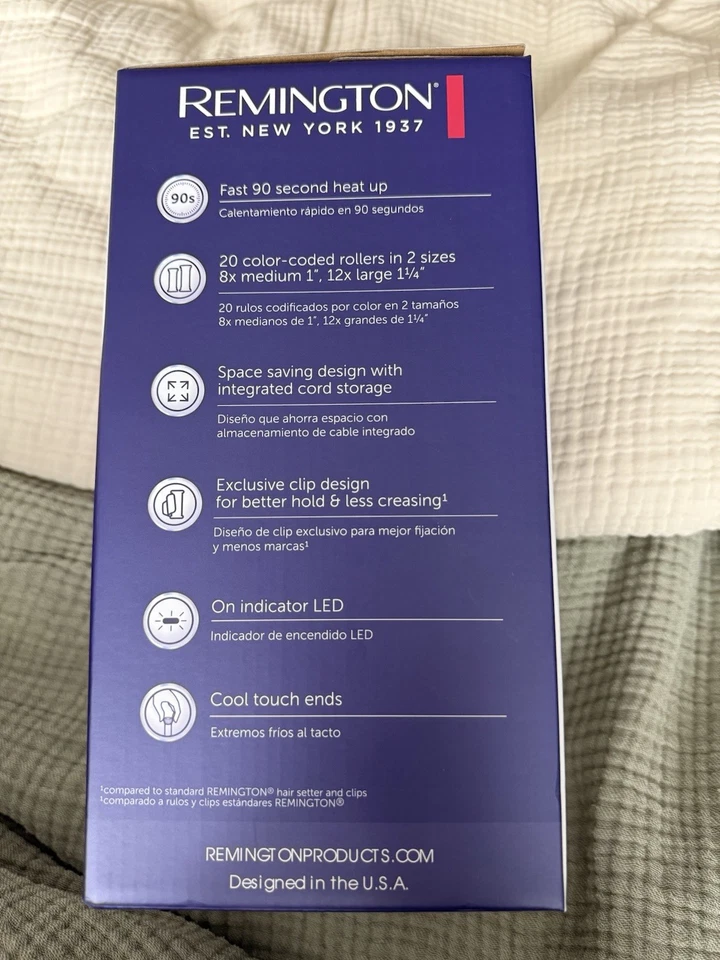 REMINGTON®
EST. NEW YORK 1937
90s
Fast 90 second heat up
Calentamiento rápido en 90 segundos
20 color-coded rollers in 2 sizes
8x medium 1", 12x large 1¼"
20 rulos codificados por color en 2 tamaños
8x medianos de 1", 12x grandes de 1¼"
Space saving design with
integrated cord storage
Diseño que ahorra espacio con
almacenamiento de cable integrado
Exclusive clip design
for better hold & less creasing¹
Diseño de clip exclusivo para mejor fijación
y menos marcas¹
On indicator LED
Indicador de encendido LED
Cool touch ends
Extremos fríos al tacto
¹compared to standard REMINGTON® hair setter and clips
¹comparado a rulos y clips estándares REMINGTON®
REMINGTONPRODUCTS.COM
Designed in the U.S.A.